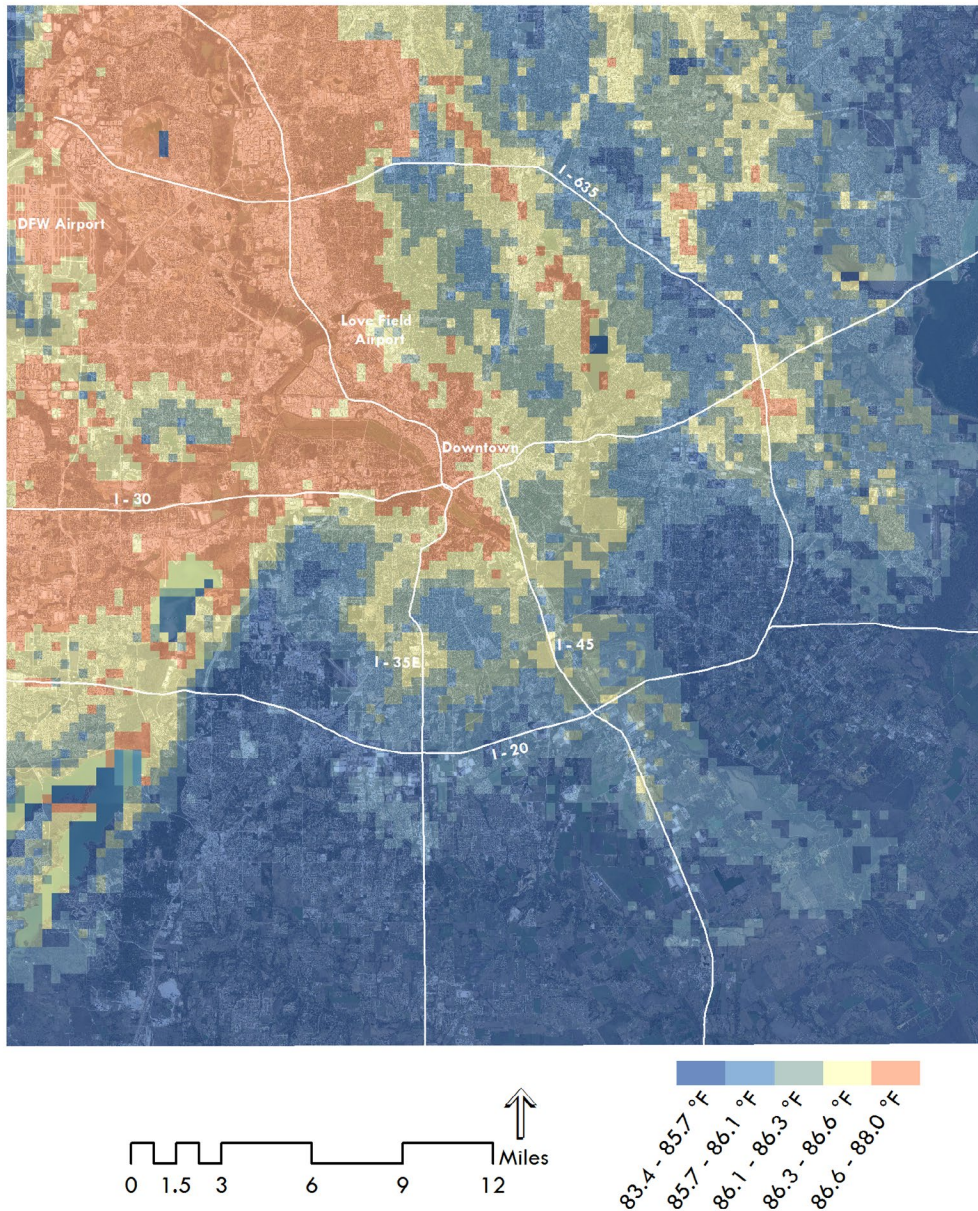 I - 635
DFW Airport
Love Field
Airport
Downtown
I - 30
I - 35E
I - 45
I - 20
Miles
0 1.5 3 6 9 12
83.4 - 85.7 °F
85.7 - 86.1 °F
86.1 - 86.3 °F
86.3 - 86.6 °F
86.6 - 88.0 °F